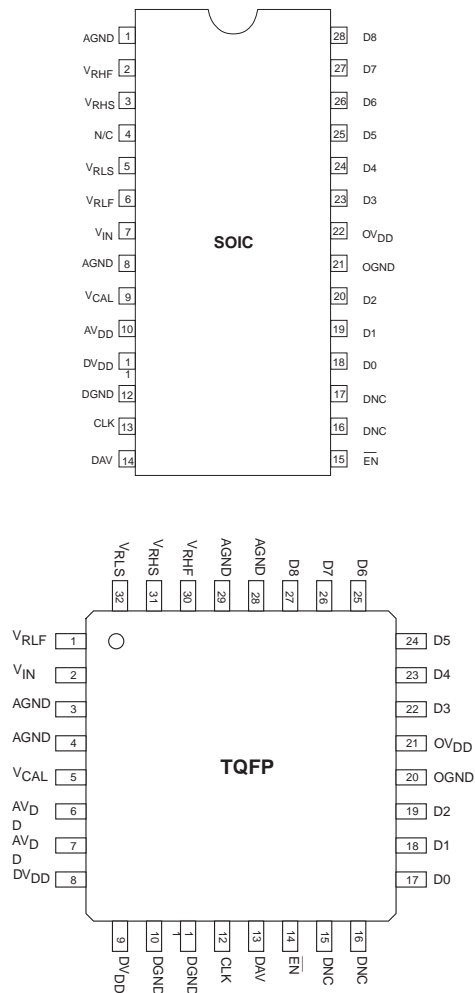 AGND 1 28 D8
VRHF 2 27 D7
VRHS 3 26 D6
N/C 4 25 D5
VRLS 5 24 D4
VRLF 6 23 D3
VIN 7 22 OVDD
SOIC
AGND 8 21 OGND
VCAL 9 20 D2
AVDD 10 19 D1
DVDD 1 18 D0
1
DGND 12 17 DNC
CLK 13 16 DNC
DAV 14 15 EN
VRLS VRHS VRHF AGND AGND D8 D7 D6
32 31 30 29 28 27 26 25
VRLF 1 24 D5
VIN 2 23 D4
AGND 3 22 D3
AGND 4 21 OVDD
TQFP
VCAL 5 20 OGND
AVD 6 19 D2
D
AVD 7 18 D1
D
DVDD 8 17 D0
9 10 1 12 13 14 15 16
1
DVDD DGND DGND CLK DAV EN DNC DNC